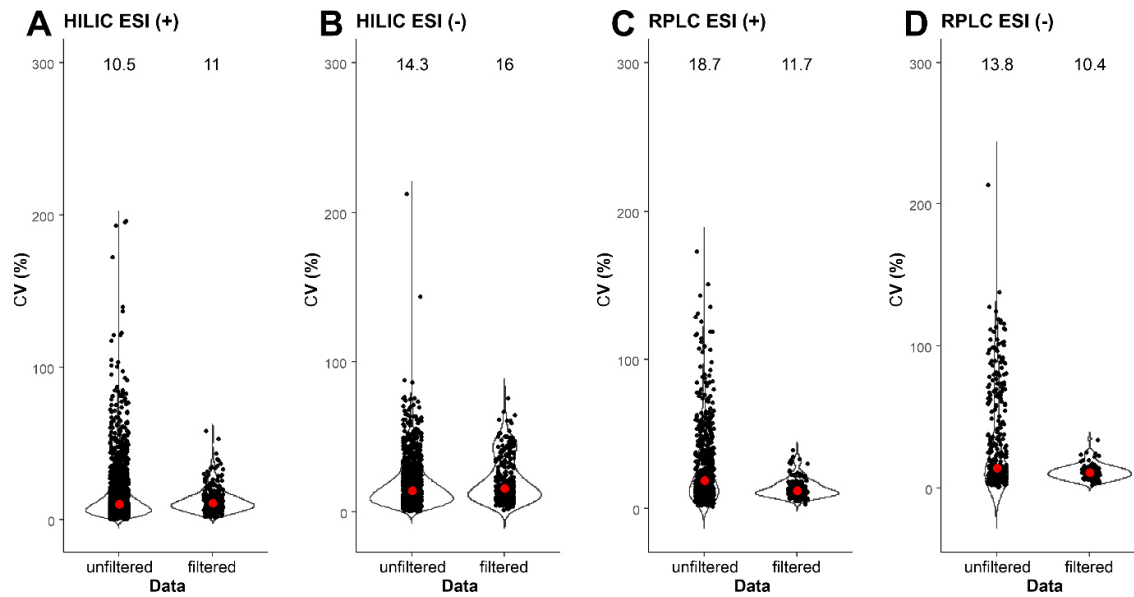 A HILIC ESI (+)
300
10.5 11
200
100
0
CV (%)
unfiltered filtered
Data
B HILIC ESI (-)
300
14.3 16
200
100
0
CV (%)
unfiltered filtered
Data
C RPLC ESI (+)
300
18.7 11.7
200
100
0
CV (%)
unfiltered filtered
Data
D RPLC ESI (-)
300
13.8 10.4
200
100
0
CV (%)
unfiltered filtered
Data